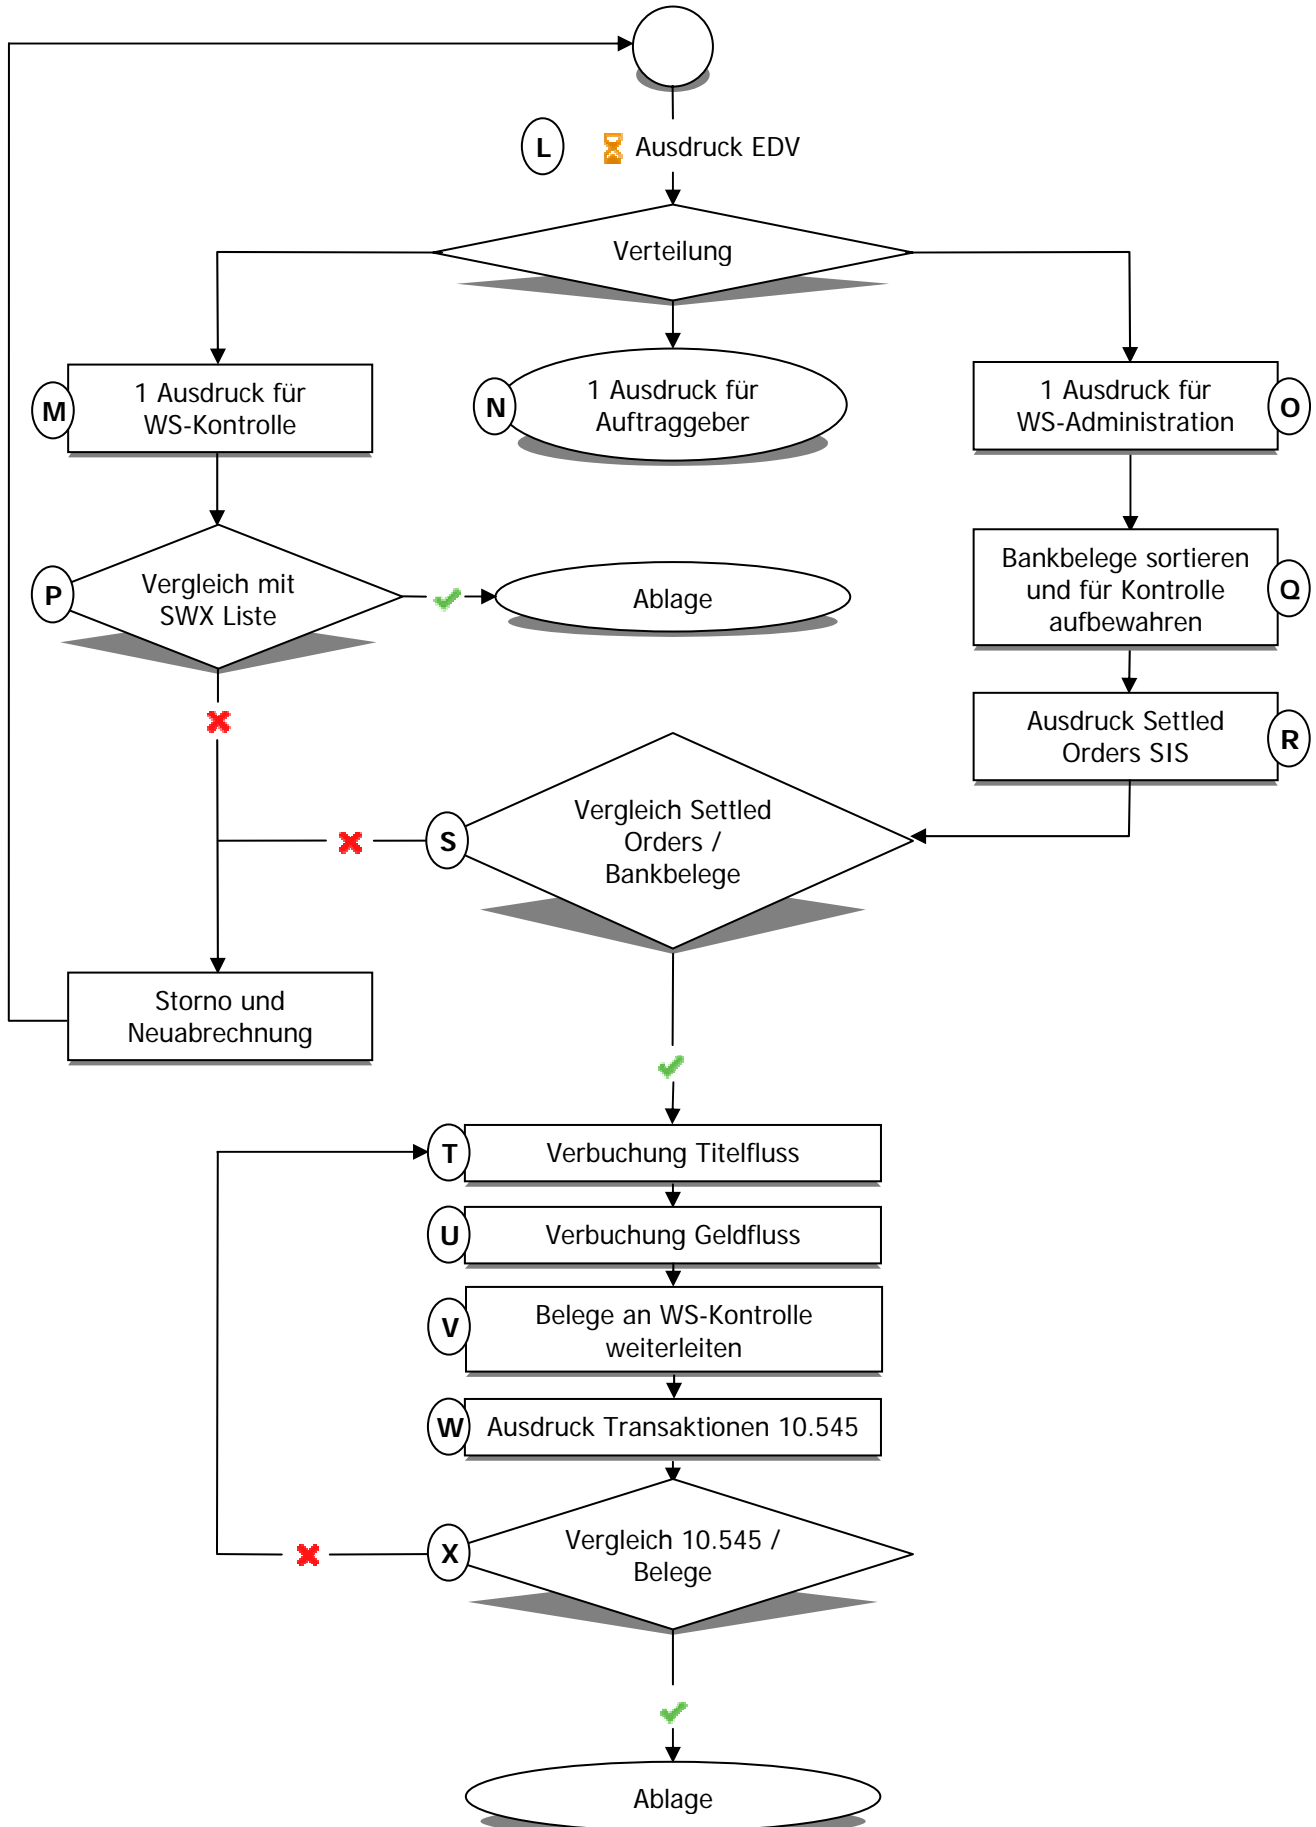 L
Ausdruck EDV
Verteilung
M
1 Ausdruck für
WS-Kontrolle
N
1 Ausdruck für
Auftraggeber
1 Ausdruck für
WS-Administration
O
P
Vergleich mit
SWX Liste
Ablage
Bankbelege sortieren
und für Kontrolle
aufbewahren
Q
Ausdruck Settled
Orders SIS
R
S
Vergleich Settled
Orders /
Bankbelege
Storno und
Neuabrechnung
T
Verbuchung Titelfluss
U
Verbuchung Geldfluss
V
Belege an WS-Kontrolle
weiterleiten
W
Ausdruck Transaktionen 10.545
X
Vergleich 10.545 /
Belege
Ablage